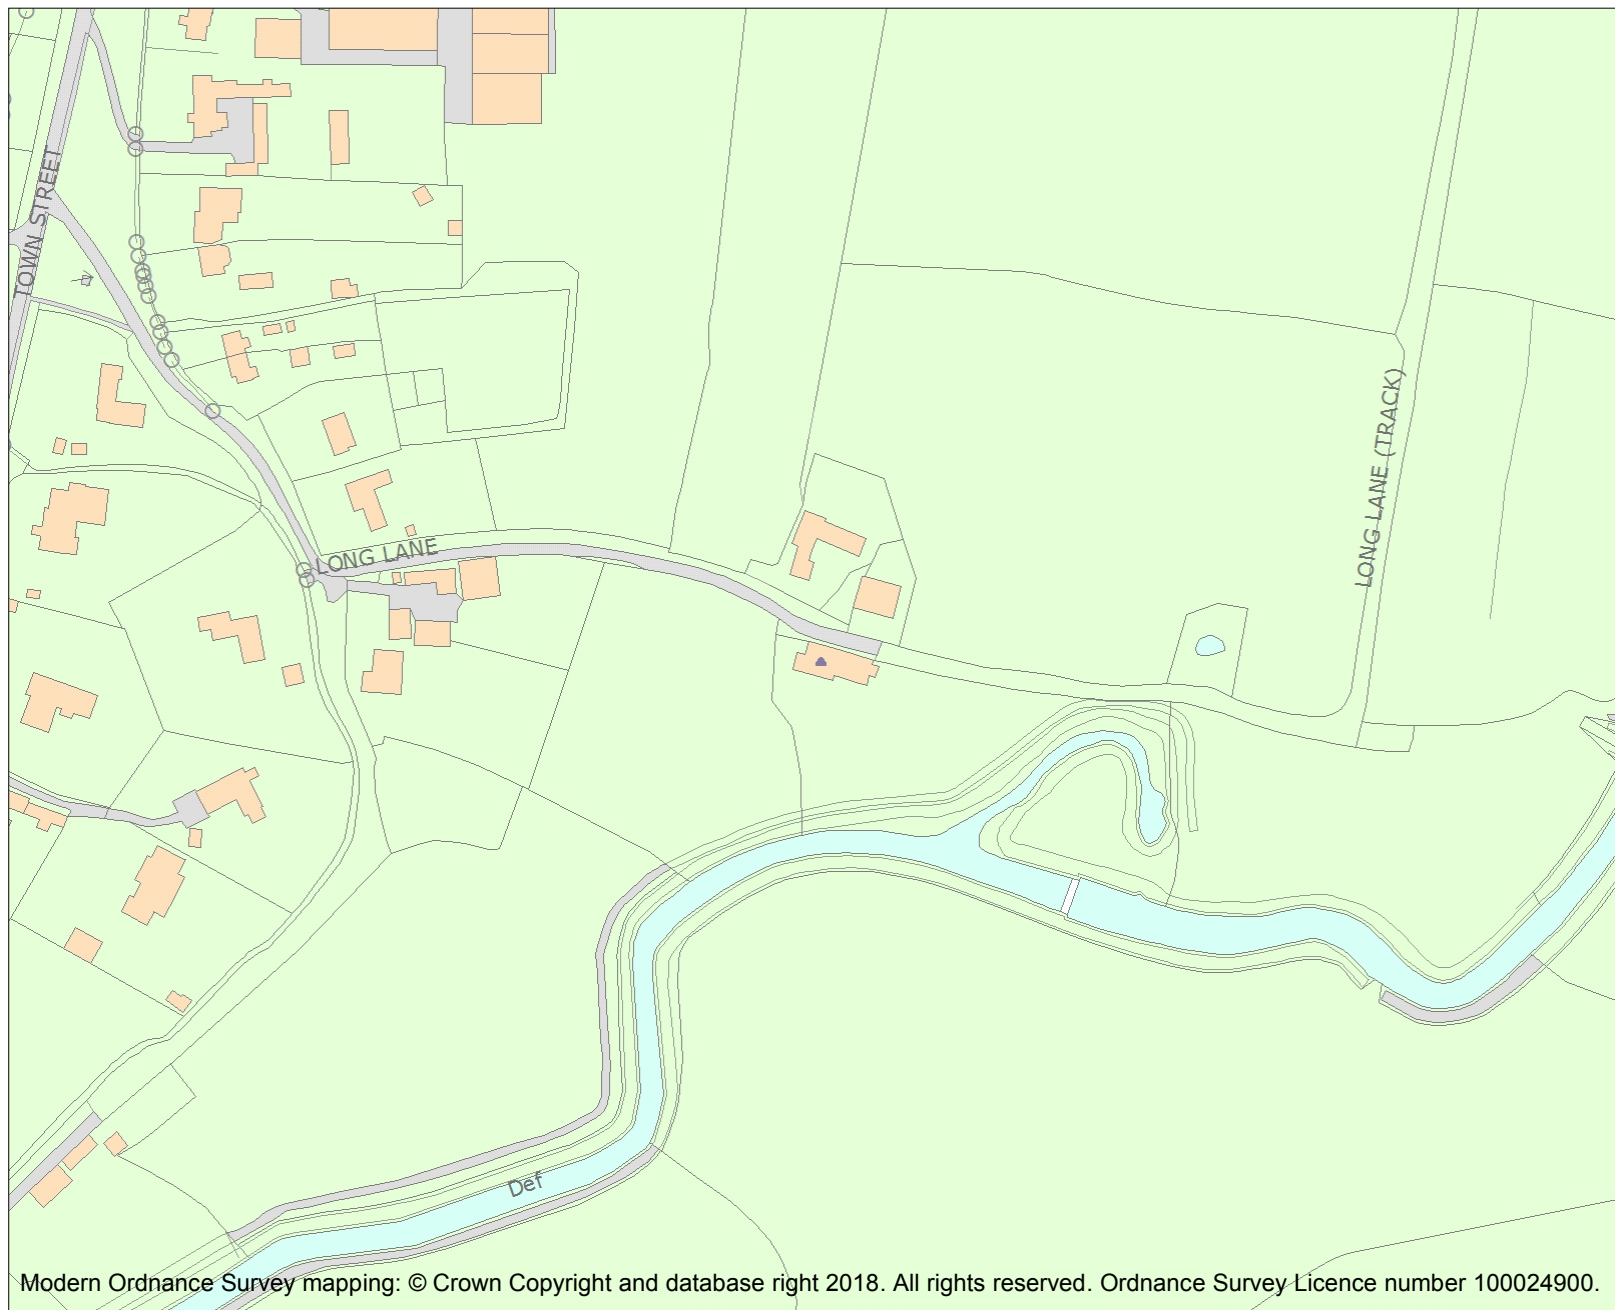 TOWN STREET
LONG LANE (TRACK)
LONG LANE
Def
Modern Ordnance Survey mapping: © Crown Copyright and database right 2018. All rights reserved. Ordnance Survey Licence number 100024900.